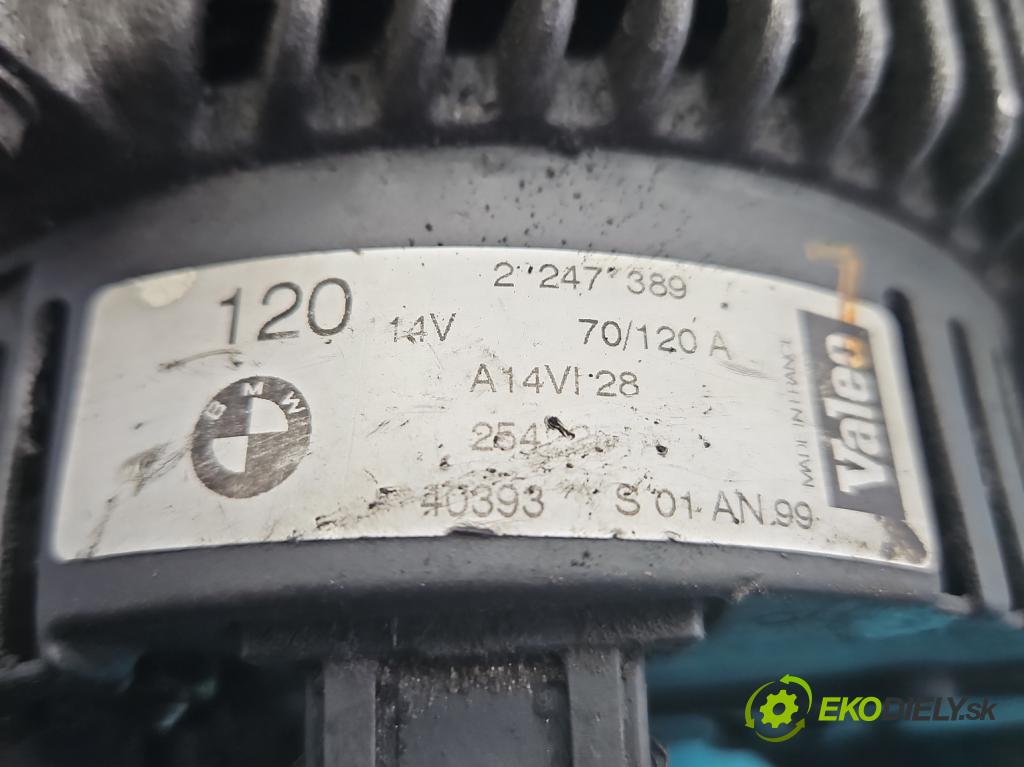 120
2 247 389
14V 70/120 A
BMW
A14VI 28
40393 S 01 AN.99
MADE IN FRANCE
Valeo
EKODIELY.sk